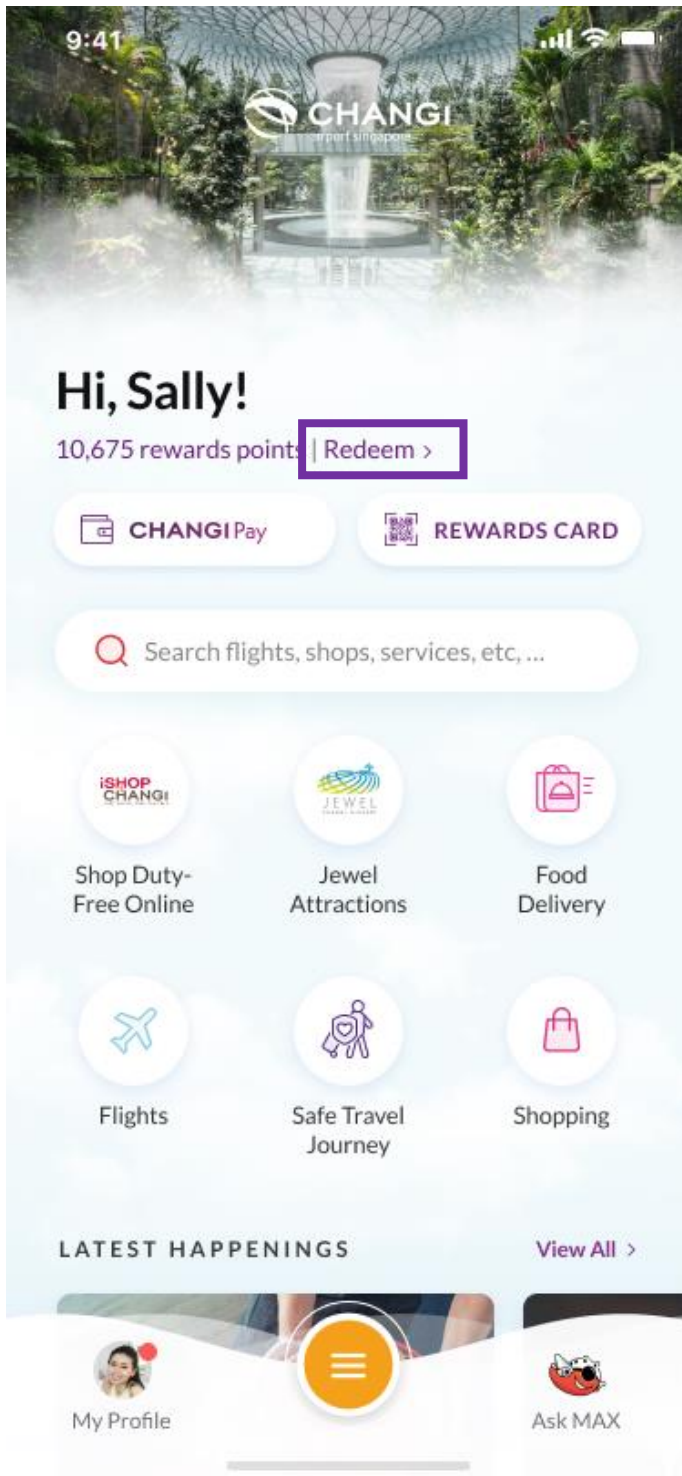 9:41
CHANGI
airport singapore
Hi, Sally!
10,675 rewards points | Redeem >
CHANGI Pay
REWARDS CARD
Search flights, shops, services, etc, ...
iSHOP
CHANGI
JEWEL
Shop Duty-
Free Online
Jewel
Attractions
Food
Delivery
Flights
Safe Travel
Journey
Shopping
LATEST HAPPENINGS
View All >
My Profile
Ask MAX